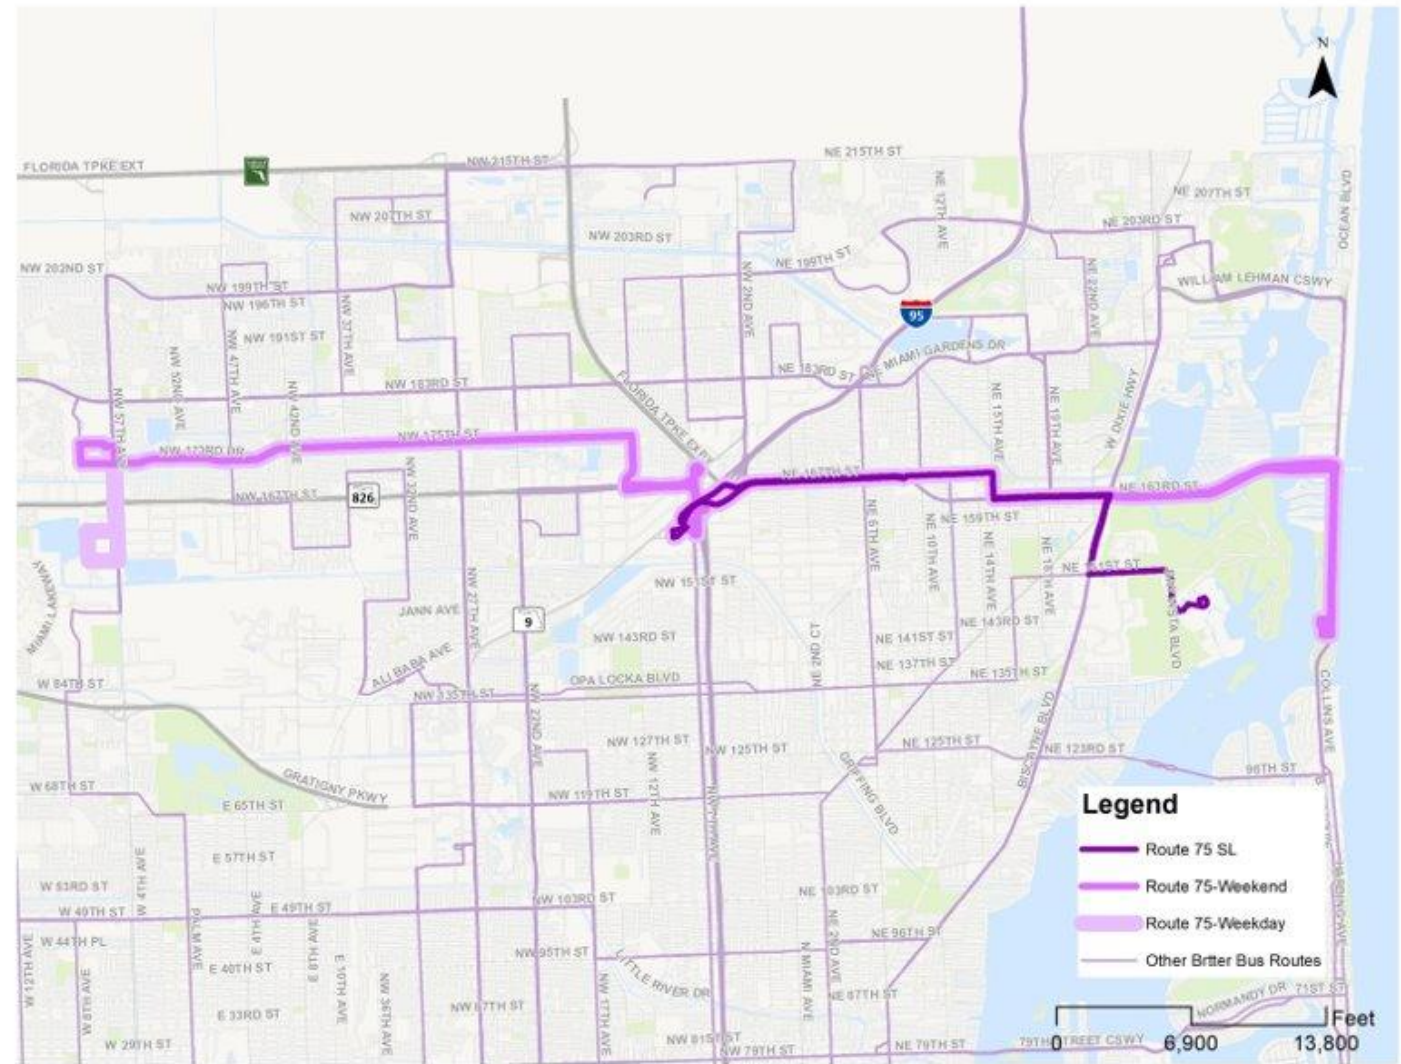 N
FLORIDA TPKE EXT
NW 215TH ST
NE 215TH ST
NE 12TH AVE
NE 207TH ST
OCEAN BLVD
NW 207TH ST
NW 203RD ST
NE 203RD ST
NW 202ND ST
NE 199TH ST
NW 2ND AVE
NE 22ND AVE
WILLIAM LEHMAN CSWY
NW 199TH ST
NW 196TH ST
95
NW 37TH AVE
NW 191ST ST
NW 47TH AVE
NW 52ND AVE
NE MIAMI GARDENS DR
NW 183RD ST
NE 183RD ST
FLORIDA TPKE EXPY
NW 57TH AVE
NW 42ND AVE
NE 15TH AVE
NE 19TH AVE
W DIXIE HWY
NW 175TH ST
NW 173RD DR
NE 167TH ST
NW 167TH ST
826
NW 32ND AVE
NE 163RD ST
NE 159TH ST
NE 6TH AVE
NE 10TH AVE
NE 14TH AVE
NE 18TH AVE
NE 151ST ST
NW 151ST ST
MIAMI LAKEWAY
JANN AVE
NW 27TH AVE
9
NE 143RD ST
NW 143RD ST
NE 2ND CT
NE 141ST ST
NE 137TH ST
ALI BABA AVE
NE 135TH ST
W 84TH ST
OPA LOCKA BLVD
NW 135TH ST
COLLINS AVE
NW 22ND AVE
BISCAYNE BLVD
NW 127TH ST
NW 125TH ST
NE 125TH ST
NE 123RD ST
NW 12TH AVE
GRIFFING BLVD
96TH ST
W 68TH ST
GRATIGNY PKWY
E 65TH ST
NW 119TH ST
Legend
Route 75 SL
Route 75-Weekend
Route 75-Weekday
Other Brtter Bus Routes
E 57TH ST
W 4TH AVE
W 53RD ST
NE 103RD ST
NW 103RD ST
W 49TH ST
E 49TH ST
PALM AVE
E 4TH AVE
E 8TH AVE
HARDING AVE
NE 2ND AVE
NE 96TH ST
W 44TH PL
NW 95TH ST
N MIAMI AVE
W 12TH AVE
W 8TH AVE
E 40TH ST
E 10TH AVE
NW 36TH AVE
LITTLE RIVER DR
NW 17TH AVE
NE 87TH ST
NW 87TH ST
NORMANDY DR
71ST ST
E 33RD ST
W 29TH ST
NW 81ST ST
NW 79TH ST
NE 79TH ST
79TH STREET CSWY
Feet
0 6,900 13,800